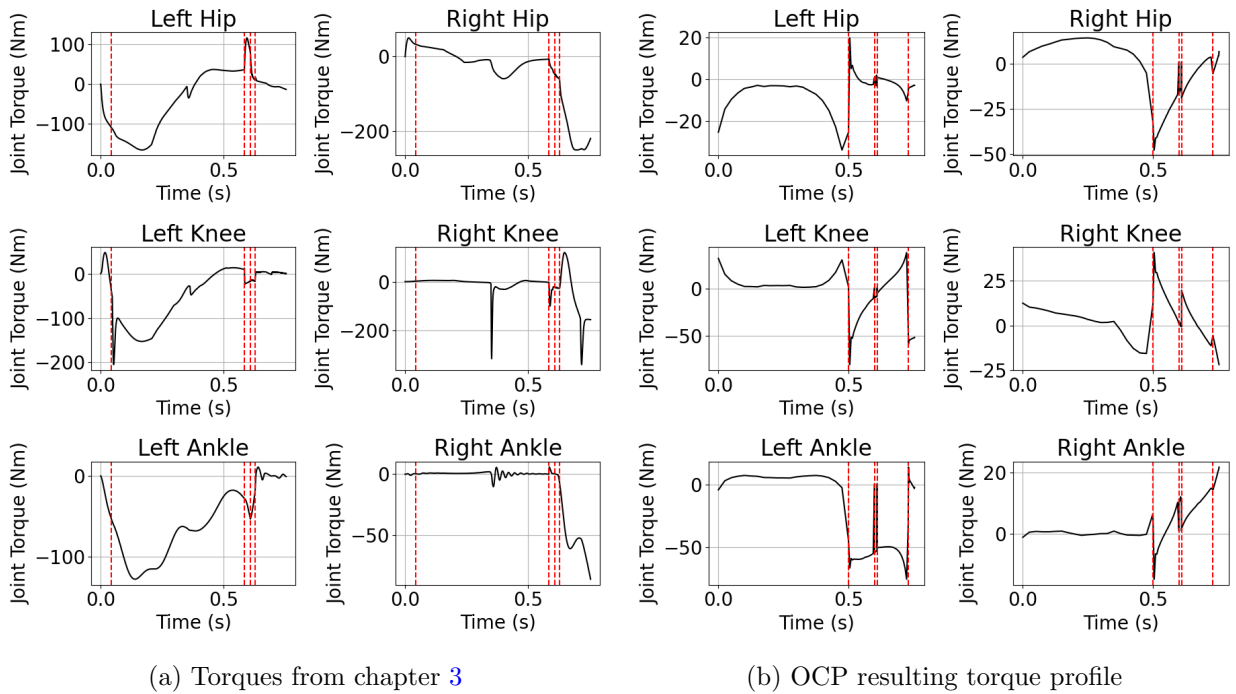 Left Hip
Joint Torque (Nm)
100
0
−100
0.0
0.5
Time (s)
Right Hip
Joint Torque (Nm)
0
−200
0.0
0.5
Time (s)
Left Hip
Joint Torque (Nm)
20
0
−20
0.0
0.5
Time (s)
Right Hip
Joint Torque (Nm)
0
−25
−50
0.0
0.5
Time (s)
Left Knee
Joint Torque (Nm)
0
−100
−200
0.0
0.5
Time (s)
Right Knee
Joint Torque (Nm)
0
−200
0.0
0.5
Time (s)
Left Knee
Joint Torque (Nm)
0
−50
0.0
0.5
Time (s)
Right Knee
Joint Torque (Nm)
25
0
−25
0.0
0.5
Time (s)
Left Ankle
Joint Torque (Nm)
0
−100
0.0
0.5
Time (s)
Right Ankle
Joint Torque (Nm)
0
−50
0.0
0.5
Time (s)
Left Ankle
Joint Torque (Nm)
0
−50
0.0
0.5
Time (s)
Right Ankle
Joint Torque (Nm)
20
0
0.0
0.5
Time (s)
(a) Torques from chapter 3
(b) OCP resulting torque profile